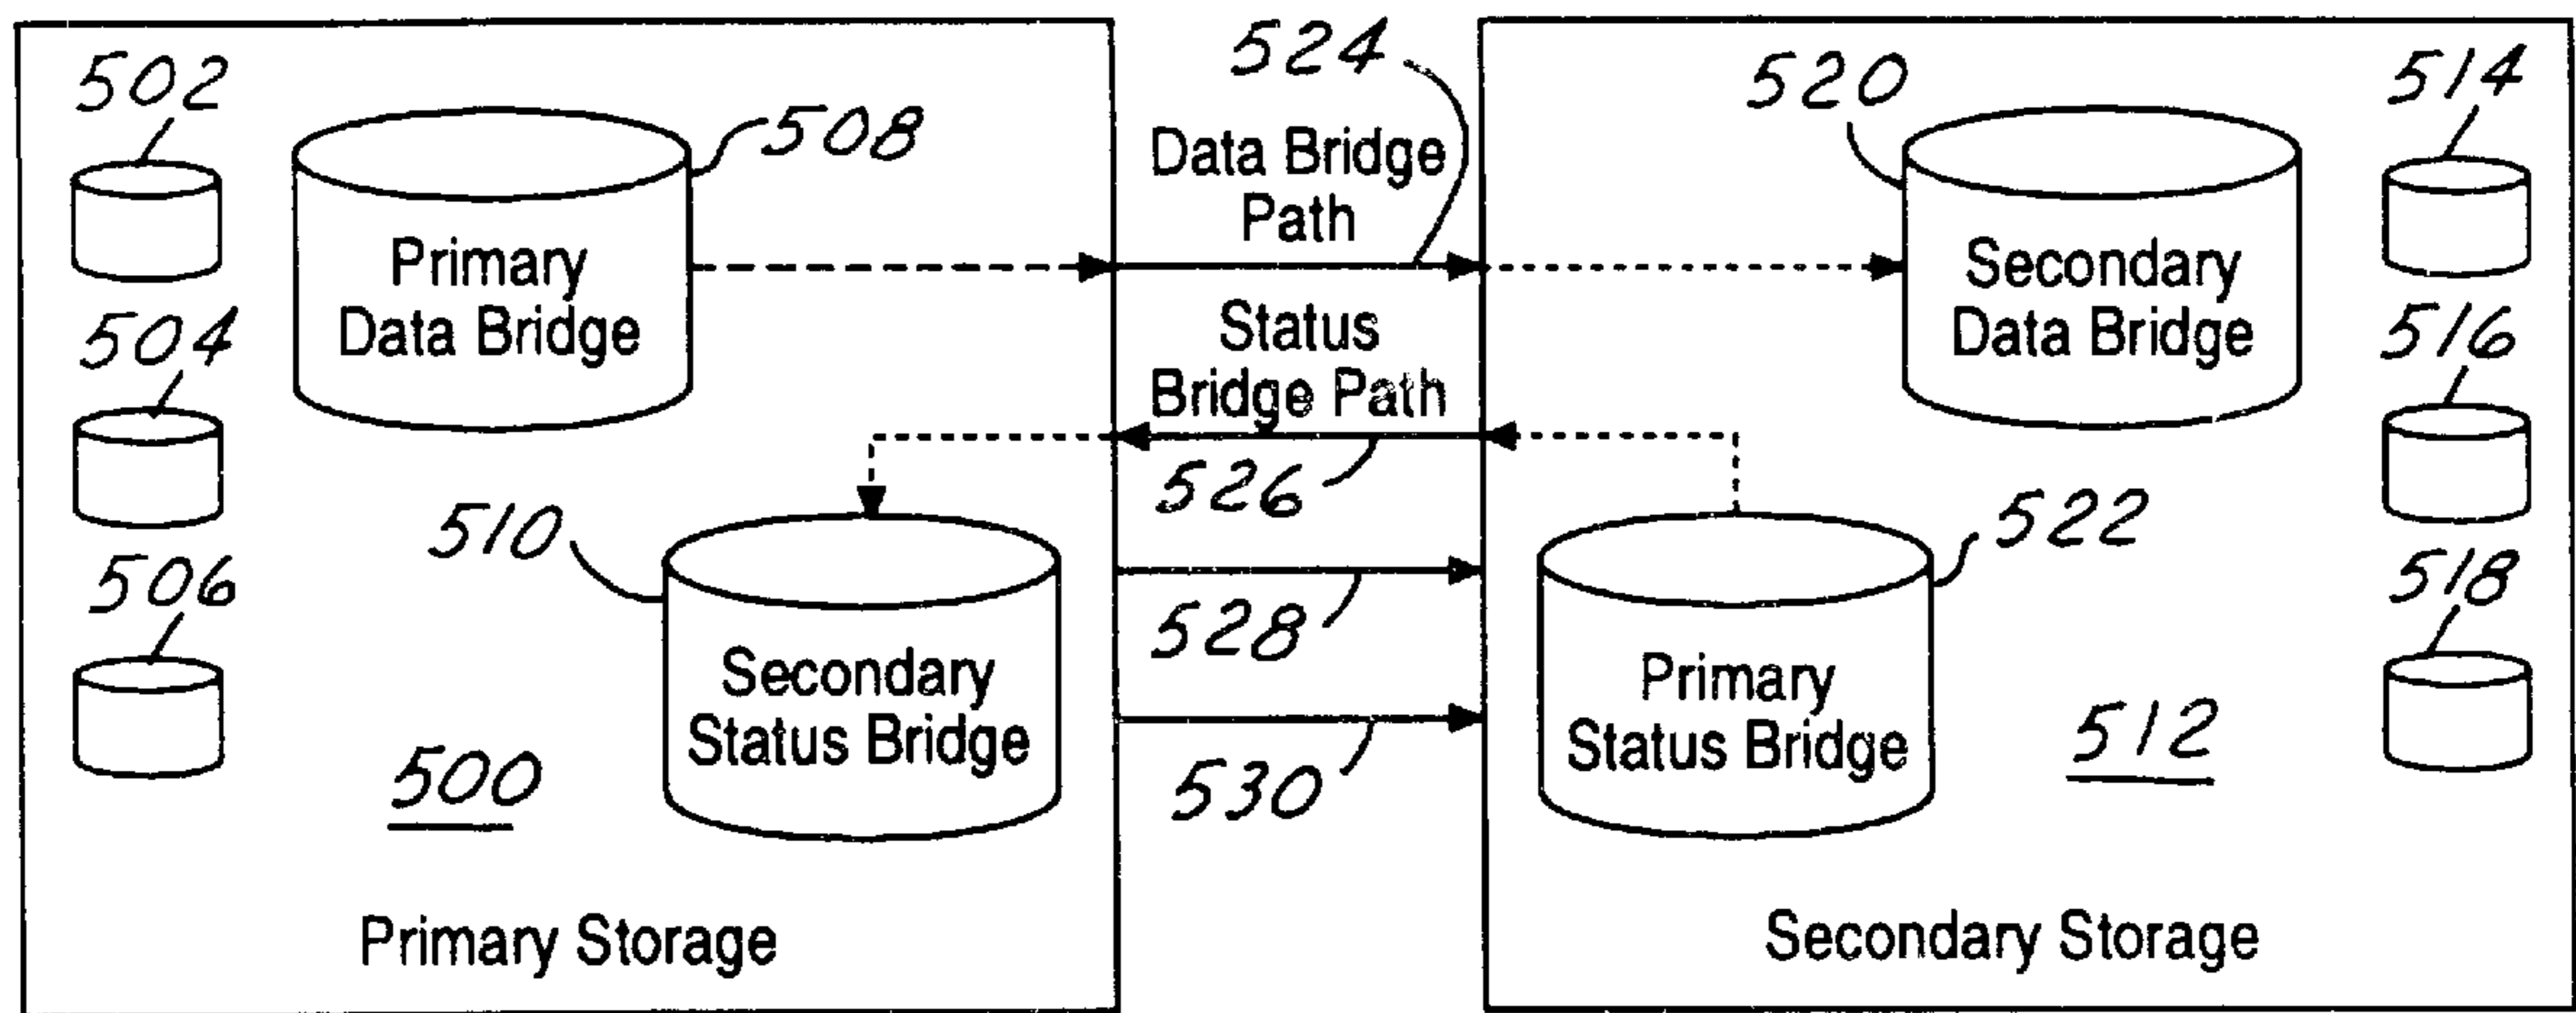 502
508
524
520
514
Data Bridge
Path
Primary
Data Bridge
Secondary
Data Bridge
504
Status
Bridge Path
516
526
510
522
506
528
518
Secondary
Status Bridge
Primary
Status Bridge
500
530
512
Primary Storage
Secondary Storage